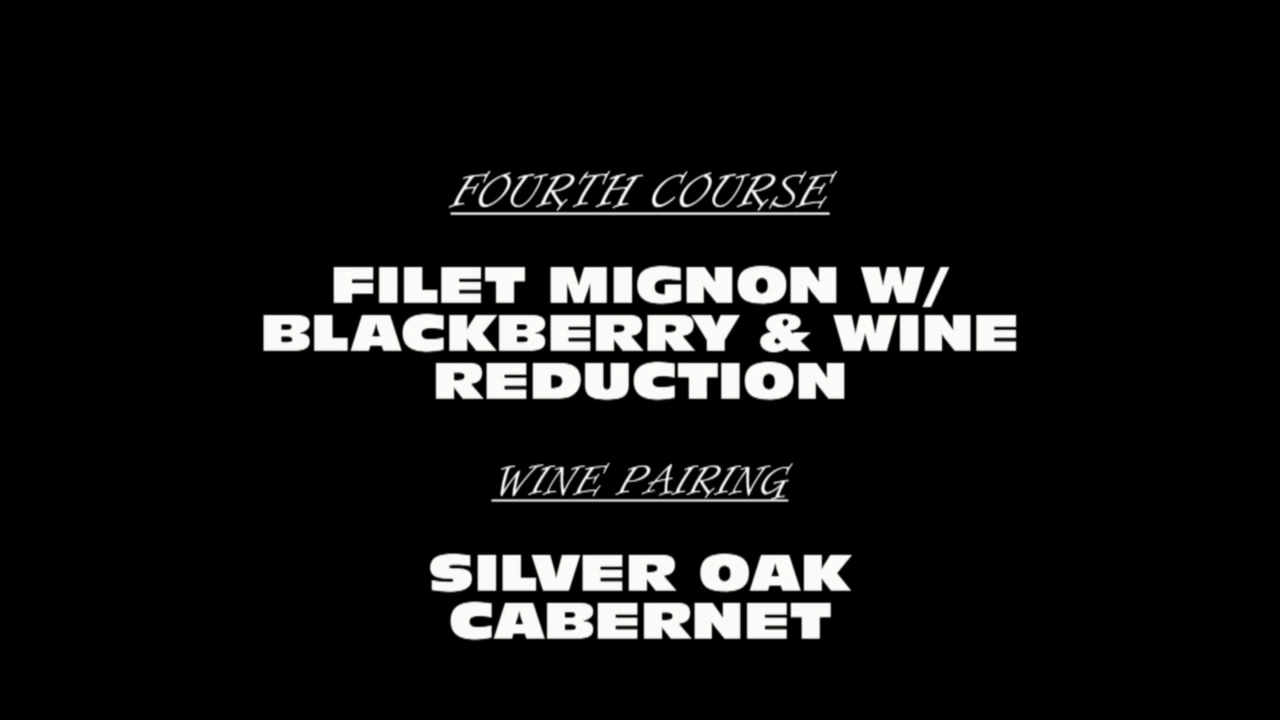 FOURTH COURSE
FILET MIGNON W/
BLACKBERRY & WINE
REDUCTION
WINE PAIRING
SILVER OAK
CABERNET